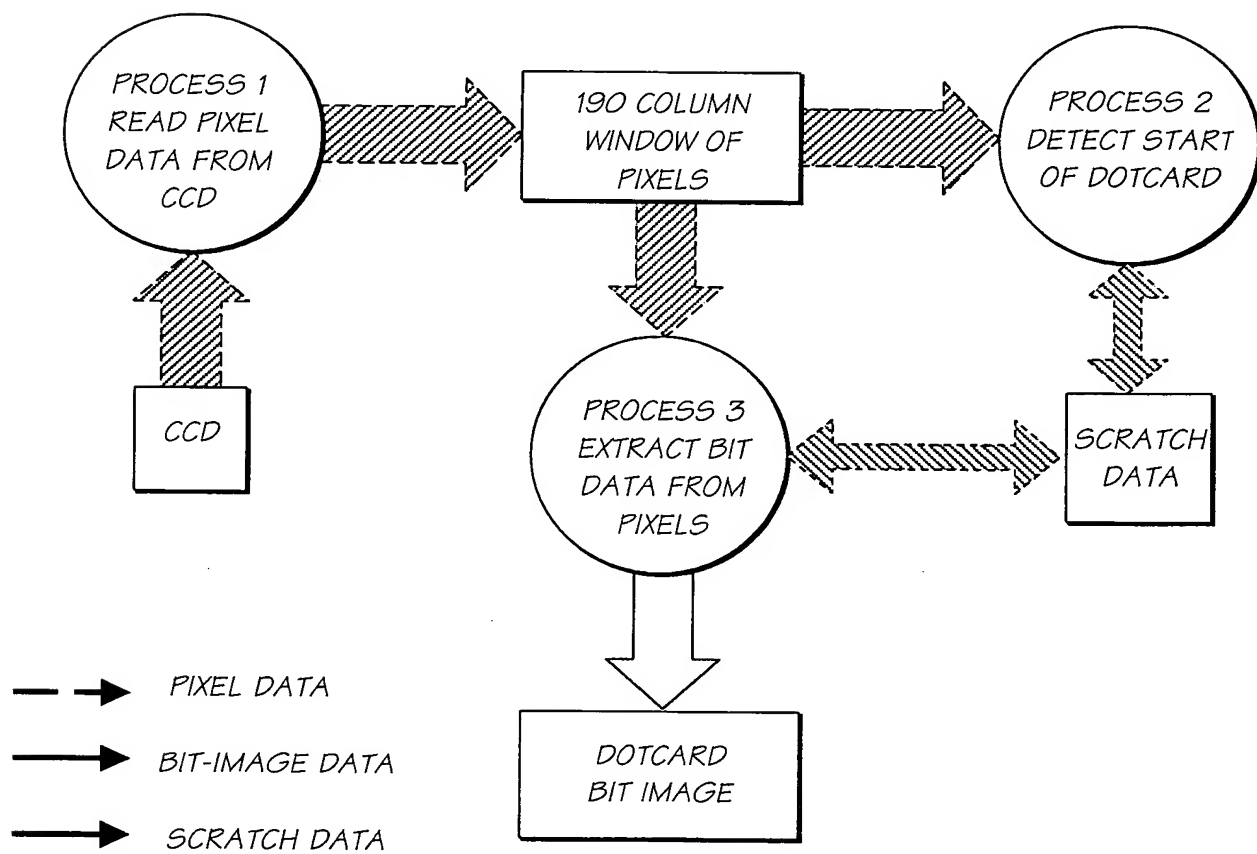 PROCESS 1
READ PIXEL
DATA FROM
CCD
190 COLUMN
WINDOW OF
PIXELS
PROCESS 2
DETECT START
OF DOTCARD
CCD
PROCESS 3
EXTRACT BIT
DATA FROM
PIXELS
SCRATCH
DATA
PIXEL DATA
BIT-IMAGE DATA
SCRATCH DATA
DOTCARD
BIT IMAGE